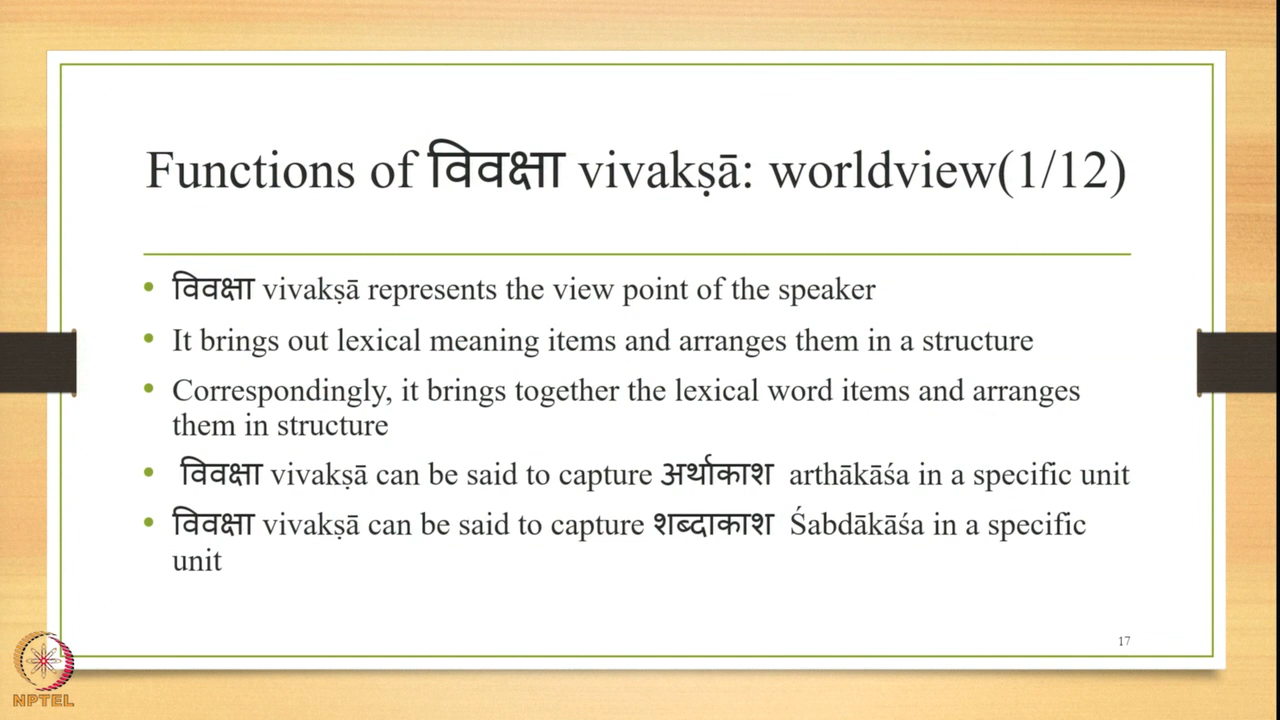 Functions of विवक्षा vivakṣā: worldview(1/12)
• विवक्षा vivakṣā represents the view point of the speaker
• It brings out lexical meaning items and arranges them in a structure
• Correspondingly, it brings together the lexical word items and arranges
them in structure
• विवक्षा vivakṣā can be said to capture अर्थाकाश arthākāśa in a specific unit
• विवक्षा vivakṣā can be said to capture शब्दाकाश Śabdākāśa in a specific
unit
17
NPTEL